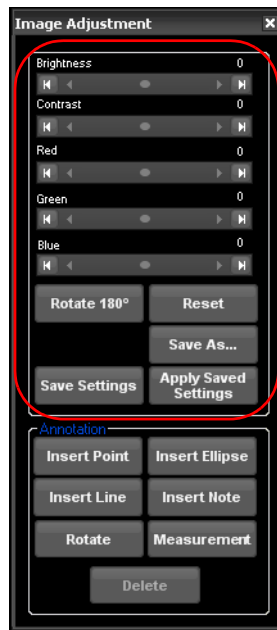 Image Adjustment
Brightness 0
Contrast 0
Red 0
Green 0
Blue 0
Rotate 180° Reset
Save As...
Save Settings Apply Saved Settings
Annotation
Insert Point Insert Ellipse
Insert Line Insert Note
Rotate Measurement
Delete